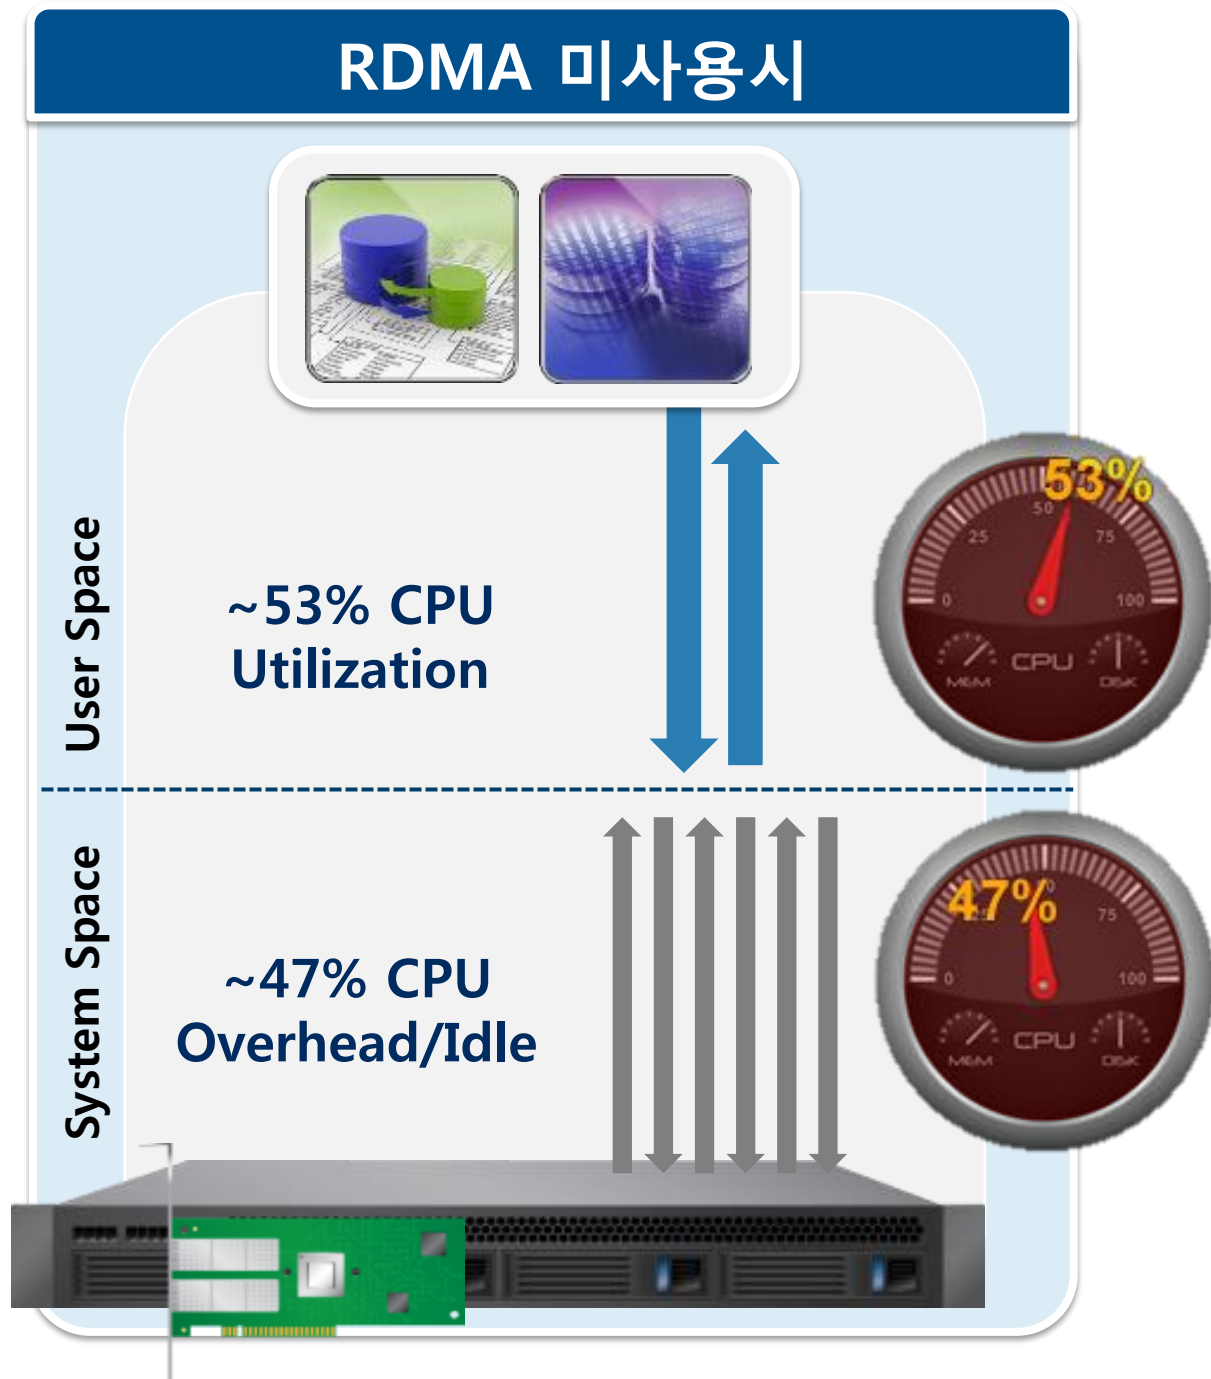 RDMA 미사용시
User Space
~53% CPU
Utilization
53%
0
25
50
75
100
CPU
MEM
DISK
System Space
~47% CPU
Overhead/Idle
47%
0
25
75
100
CPU
MEM
DISK